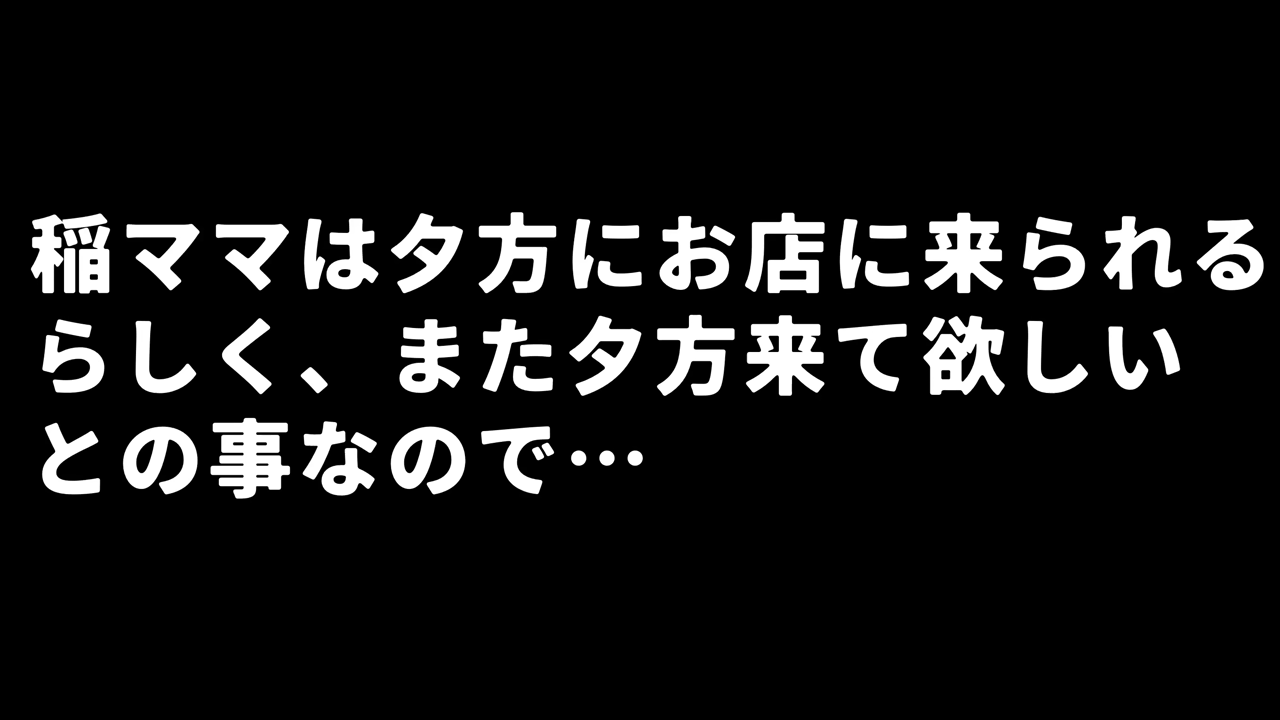 稲ママは夕方にお店に来られる
らしく、また夕方来て欲しい
との事なので…